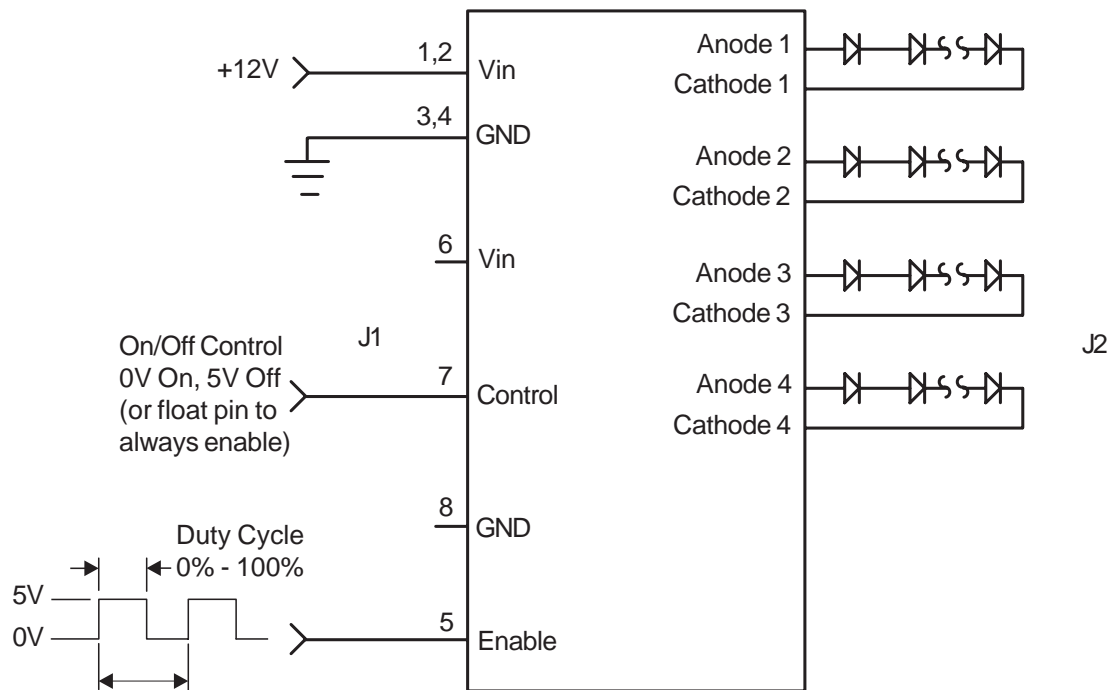 +12V
1,2
Vin
3,4
GND
6
Vin
J1
On/Off Control
0V On, 5V Off
(or float pin to
always enable)
7
Control
8
GND
Duty Cycle
0% - 100%
5V
0V
5
Enable
Anode 1
Cathode 1
Anode 2
Cathode 2
Anode 3
Cathode 3
Anode 4
Cathode 4
J2